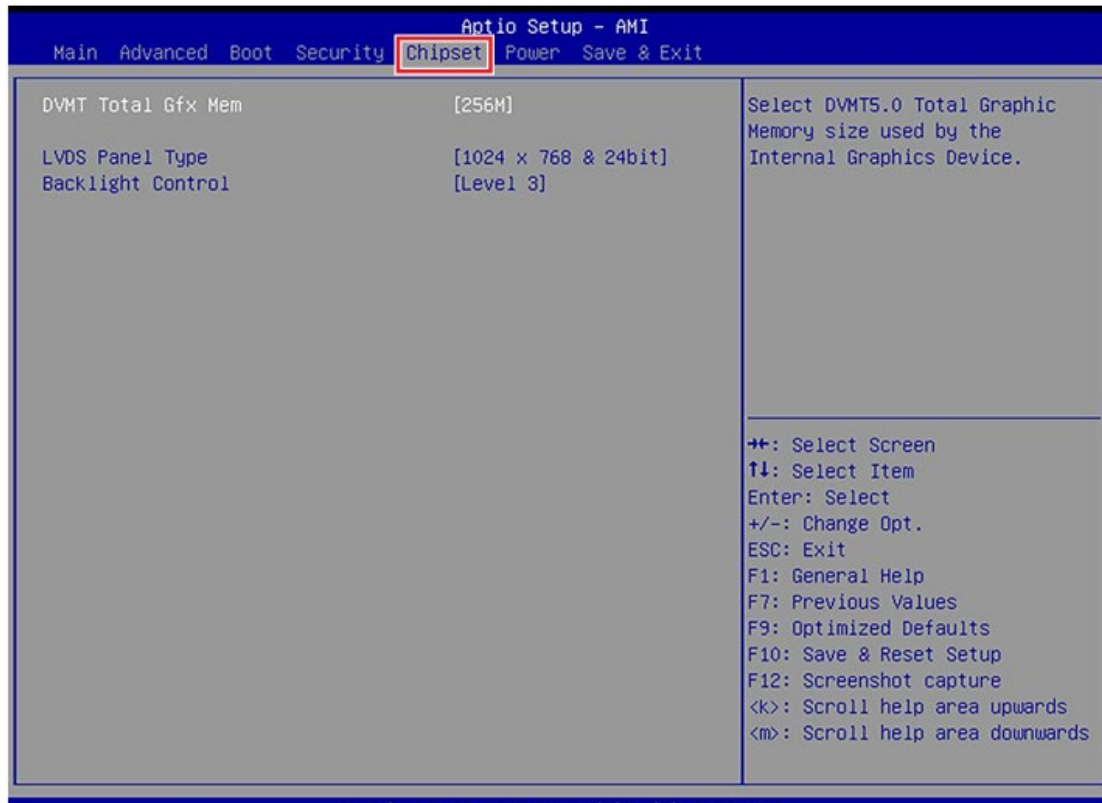 Aptio Setup - AMI
Main Advanced Boot Security Chipset Power Save & Exit
DVMT Total Gfx Mem [256M]
LVDS Panel Type [1024 x 768 & 24bit]
Backlight Control [Level 3]
Select DVMT5.0 Total Graphic
Memory size used by the
Internal Graphics Device.
→←: Select Screen
↑↓: Select Item
Enter: Select
+/-: Change Opt.
ESC: Exit
F1: General Help
F7: Previous Values
F9: Optimized Defaults
F10: Save & Reset Setup
F12: Screenshot capture
<k>: Scroll help area upwards
<m>: Scroll help area downwards